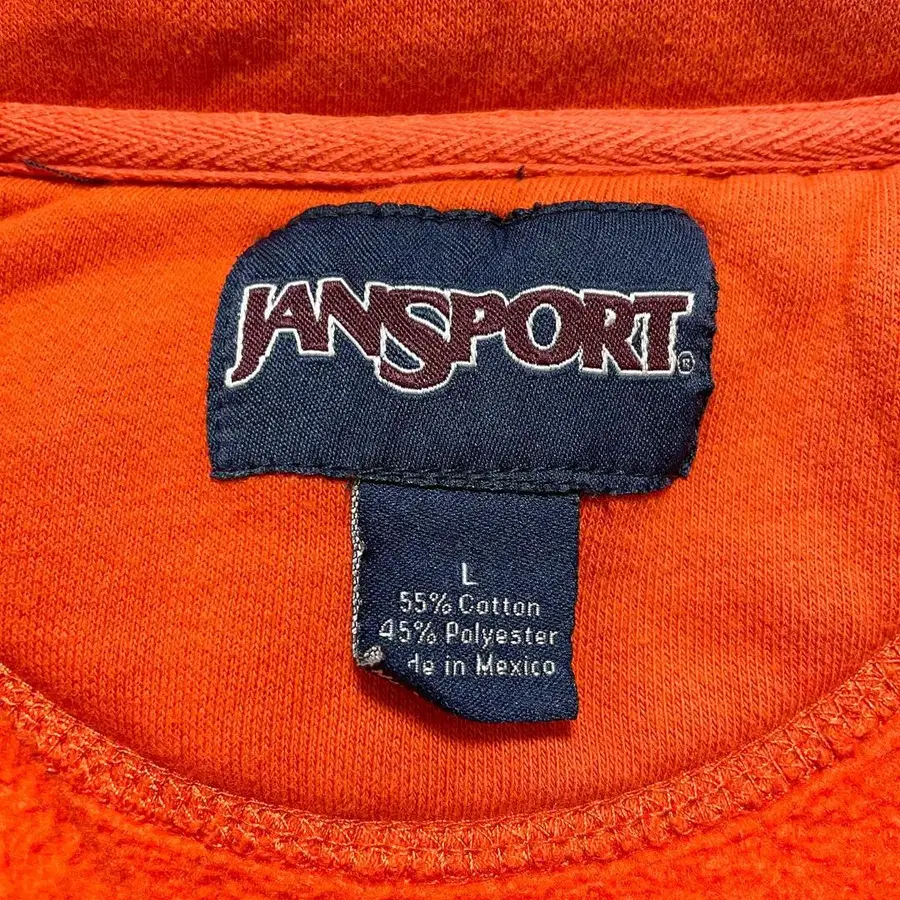 JANSPORT®
L
55% Cotton
45% Polyester
de in Mexico